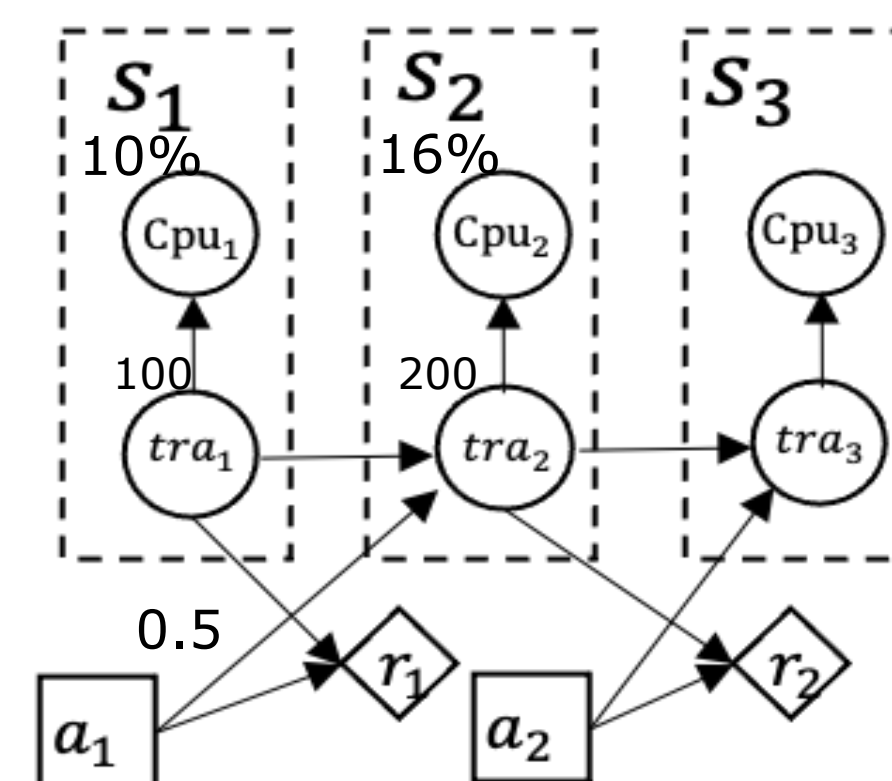 s₁ s₂ s₃
10% 16%
Cpu₁ Cpu₂ Cpu₃
100 200
tra₁ tra₂ tra₃
0.5
r₁ r₂
a₁ a₂